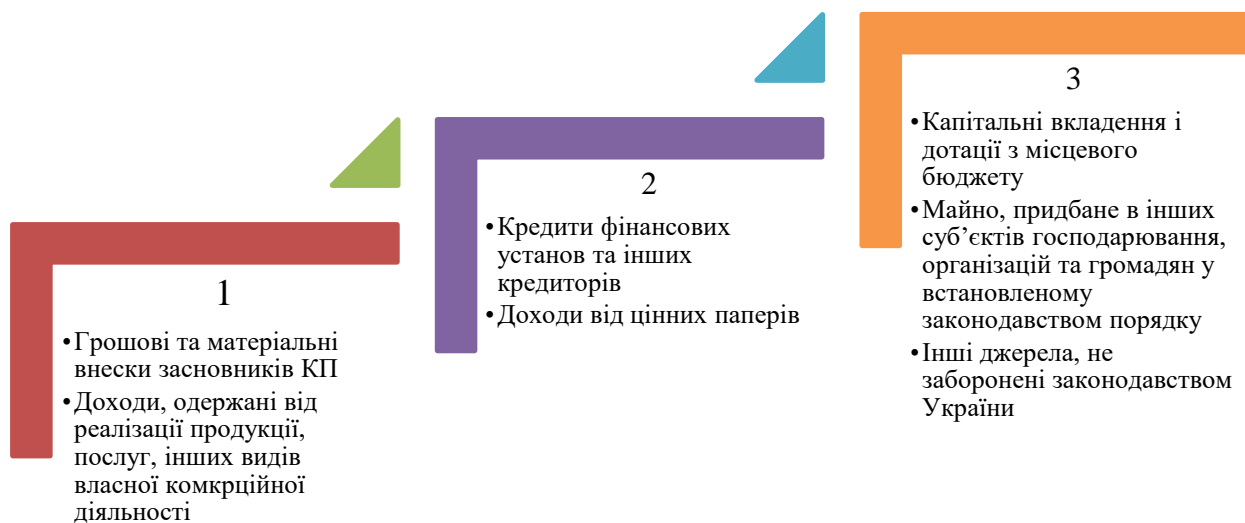 1
•Грошові та матеріальні
внески засновників КП
•Доходи, одержані від
реалізації продукції,
послуг, інших видів
власної комкрційної
діяльності
2
•Кредити фінансових
установ та інших
кредиторів
•Доходи від цінних паперів
3
•Капітальні вкладення і
дотації з місцевого
бюджету
•Майно, придбане в інших
суб’єктів господарювання,
організацій та громадян у
встановленому
законодавством порядку
•Інші джерела, не
заборонені законодавством
України